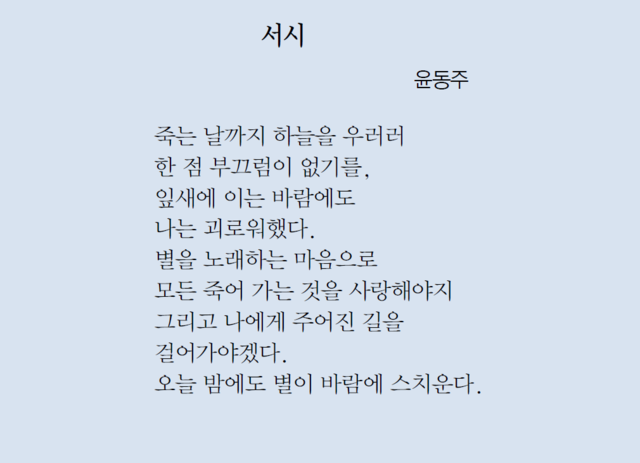 서시
윤동주
죽는 날까지 하늘을 우러러
한 점 부끄럼이 없기를,
잎새에 이는 바람에도
나는 괴로워했다.
별을 노래하는 마음으로
모든 죽어 가는 것을 사랑해야지
그리고 나에게 주어진 길을
걸어가야겠다.
오늘 밤에도 별이 바람에 스치운다.